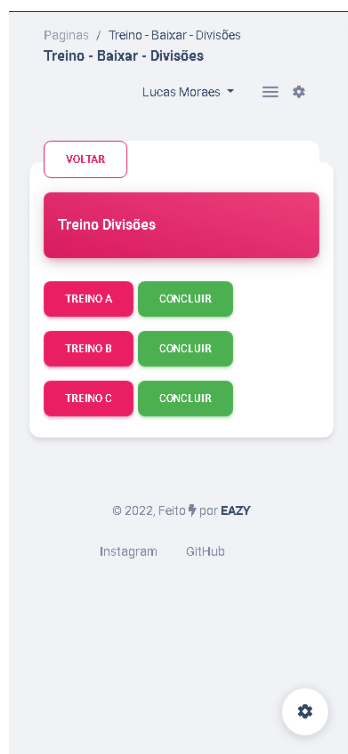 Paginas / Treino - Baixar - Divisões
Treino - Baixar - Divisões
Lucas Moraes
VOLTAR
Treino Divisões
TREINO A CONCLUIR
TREINO B CONCLUIR
TREINO C CONCLUIR
© 2022, Feito por EAZY
Instagram GitHub